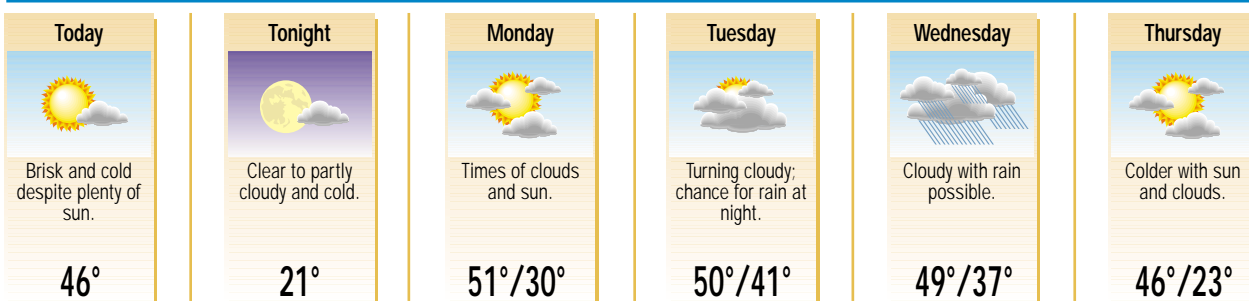 Today
Brisk and cold
despite plenty of
sun.
46°
Tonight
Clear to partly
cloudy and cold.
21°
Monday
Times of clouds
and sun.
51°/30°
Tuesday
Turning cloudy;
chance for rain at
night.
50°/41°
Wednesday
Cloudy with rain
possible.
49°/37°
Thursday
Colder with sun
and clouds.
46°/23°